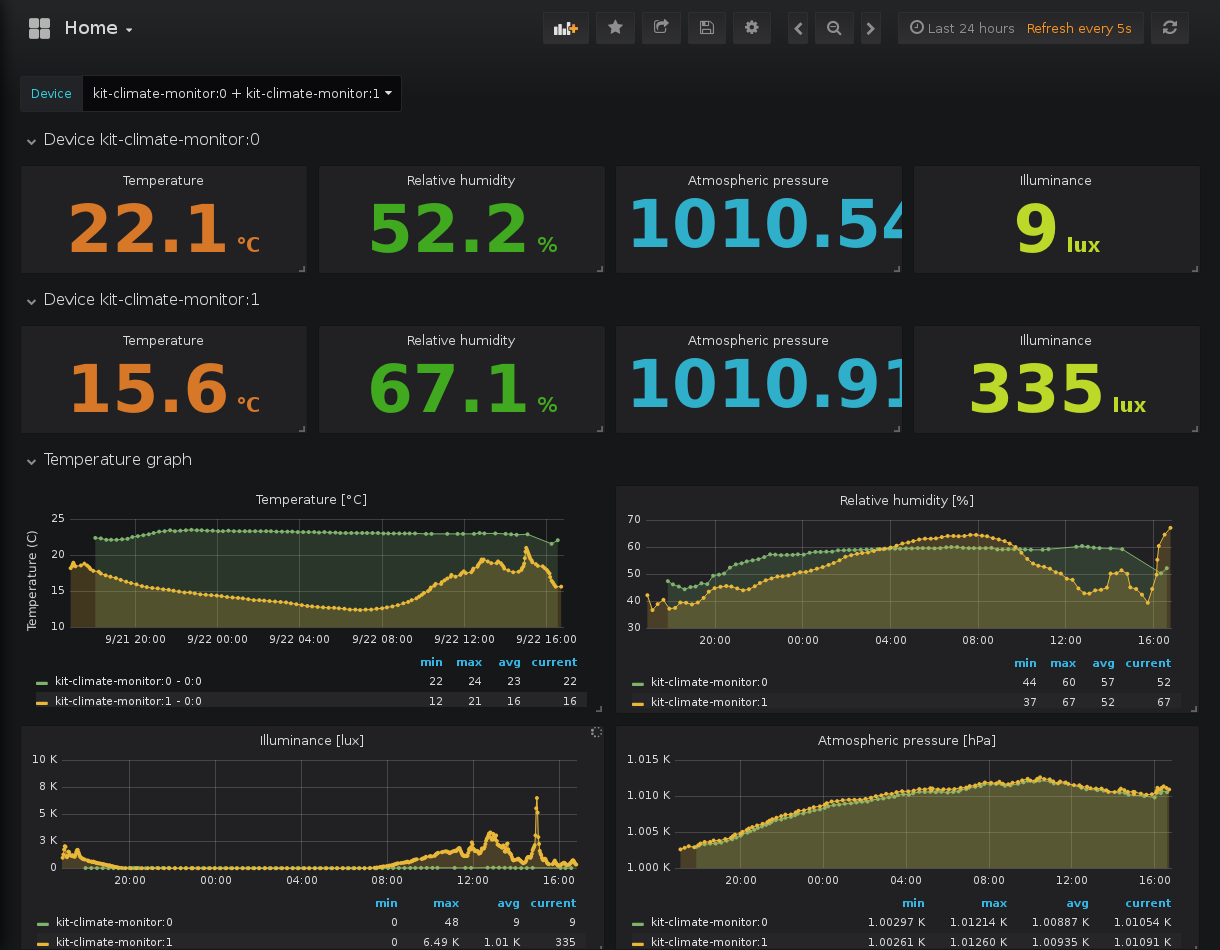 Home
Last 24 hours Refresh every 5s
Device kit-climate-monitor:0 + kit-climate-monitor:1
Device kit-climate-monitor:0
Temperature Relative humidity Atmospheric pressure Illuminance
22.1 °C 52.2 % 1010.54 9 lux
Device kit-climate-monitor:1
Temperature Relative humidity Atmospheric pressure Illuminance
15.6 °C 67.1 % 1010.91 335 lux
Temperature graph
Temperature [°C]
Temperature (C)
25
20
15
10
9/21 20:00 9/22 00:00 9/22 04:00 9/22 08:00 9/22 12:00 9/22 16:00
min max avg current
kit-climate-monitor:0 - 0:0 22 24 23 22
kit-climate-monitor:1 - 0:0 12 21 16 16
Relative humidity [%]
70
60
50
40
30
20:00 00:00 04:00 08:00 12:00 16:00
min max avg current
kit-climate-monitor:0 44 60 57 52
kit-climate-monitor:1 37 67 52 67
Illuminance [lux]
10 K
8 K
5 K
3 K
0
20:00 00:00 04:00 08:00 12:00 16:00
min max avg current
kit-climate-monitor:0 0 48 9 9
kit-climate-monitor:1 0 6.49 K 1.01 K 335
Atmospheric pressure [hPa]
1.015 K
1.010 K
1.005 K
1.000 K
20:00 00:00 04:00 08:00 12:00 16:00
min max avg current
kit-climate-monitor:0 1.00297 K 1.01214 K 1.00887 K 1.01054 K
kit-climate-monitor:1 1.00261 K 1.01260 K 1.00935 K 1.01091 K